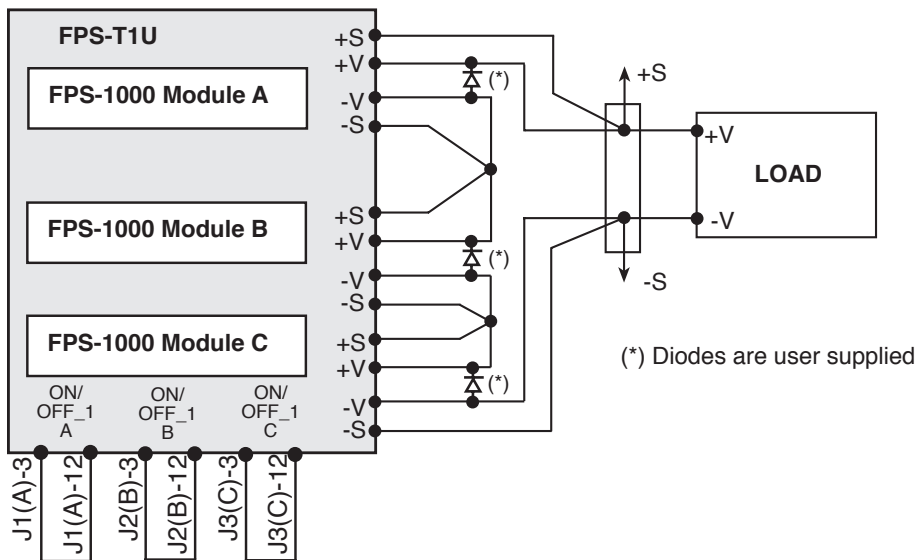 FPS-T1U
FPS-1000 Module A
FPS-1000 Module B
FPS-1000 Module C
+S
+V
-V
-S
+S
+V
-V
-S
+S
+V
-V
-S
(*)
(*)
(*)
+S
-S
+V
-V
LOAD
(*) Diodes are user supplied
ON/
OFF_1
A
ON/
OFF_1
B
ON/
OFF_1
C
J1(A)-3
J1(A)-12
J2(B)-3
J2(B)-12
J3(C)-3
J3(C)-12